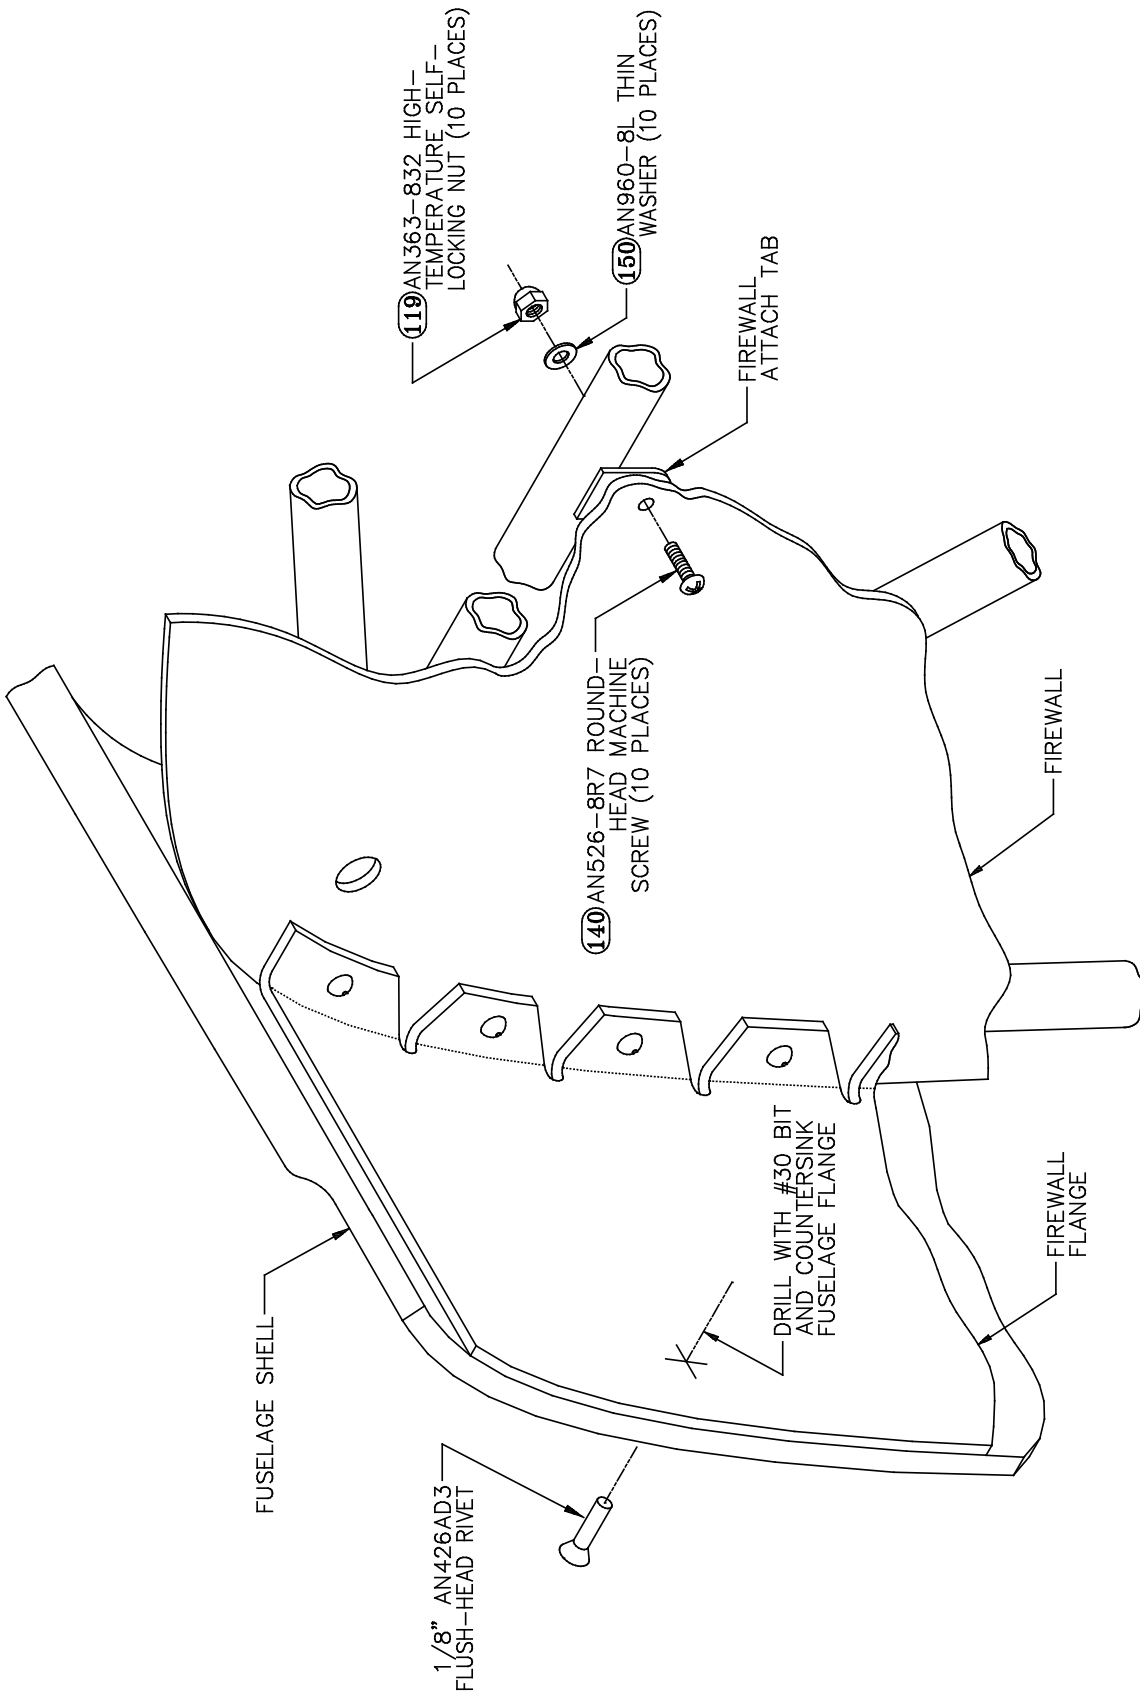 1/8" AN426AD3
FLUSH-HEAD RIVET
FUSELAGE SHELL
119 AN363-832 HIGH-
TEMPERATURE SELF-
LOCKING NUT (10 PLACES)
150 AN960-8L THIN
WASHER (10 PLACES)
FIREWALL
ATTACH TAB
140 AN526-8R7 ROUND-
HEAD MACHINE
SCREW (10 PLACES)
DRILL WITH #30 BIT
AND COUNTERSINK
FUSELAGE FLANGE
FIREWALL
FIREWALL
FLANGE